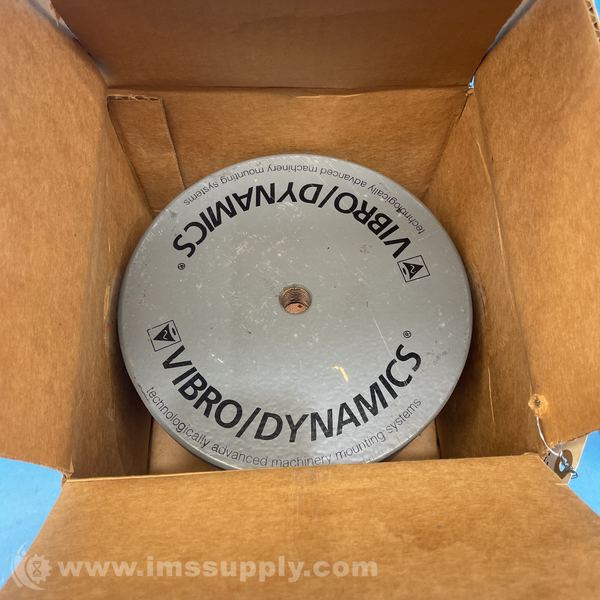 technologically advanced machinery mounting systems
VIBRO/DYNAMICS®
VIBRO/DYNAMICS®
technologically advanced machinery mounting systems
www.imssupply.com